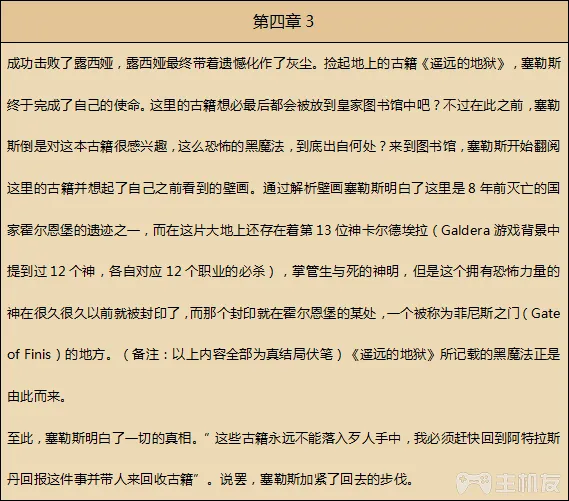 第四章 3
成功击败了露西娅，露西娅最终带着遗憾化作了灰尘。捡起地上的古籍《遥远的地狱》，塞勒斯
终于完成了自己的使命。这里的古籍想必最后都会被放到皇家图书馆中吧？不过在此之前，塞勒
斯倒是对这本古籍很感兴趣，这么恐怖的黑魔法，到底出自何处？来到图书馆，塞勒斯开始翻阅
这里的古籍并想起了自己之前看到的壁画。通过解析壁画塞勒斯明白了这里是 8 年前灭亡的国
家霍尔恩堡的遗迹之一，而在这片大地上还存在着第 13 位神卡尔德埃拉（Galdera 游戏背景中
提到过 12 个神，各自对应 12 个职业的必杀），掌管生与死的神明，但是这个拥有恐怖力量的
神在很久很久以前就被封印了，而那个封印就在霍尔恩堡的某处，一个被称为菲尼斯之门（Gate
of Finis）的地方。（备注：以上内容全部为真结局伏笔）《遥远的地狱》所记载的黑魔法正是
由此而来。
至此，塞勒斯明白了一切的真相。”这些古籍永远不能落入歹人手中，我必须赶快回到阿特拉斯
丹回报这件事并带人来回收古籍”。说罢，塞勒斯加紧了回去的步伐。
主机友